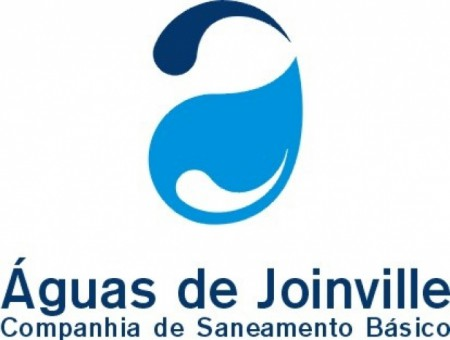 Águas de Joinville
Companhia de Saneamento Básico